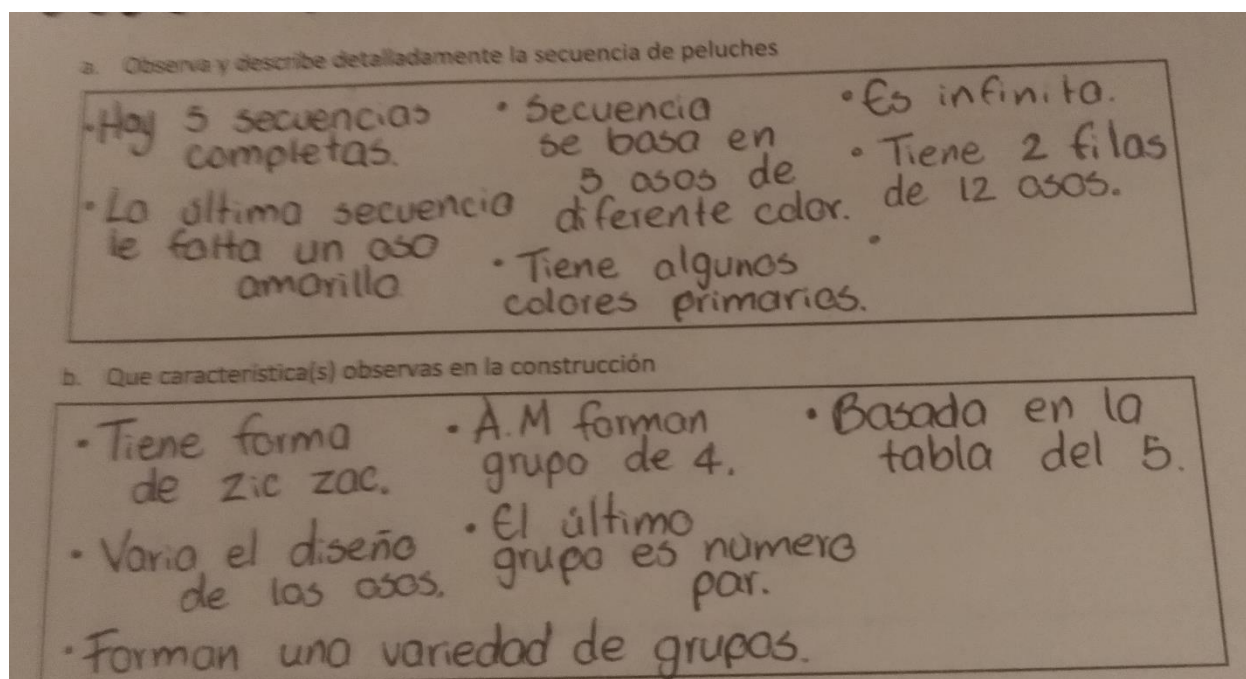 a. Observa y describe detalladamente la secuencia de peluches
• Hay 5 secuencias
completas.
• La última secuencia
le falta un oso
amarillo
• Secuencia
se basa en
5 osos de
diferente color.
• Tiene algunos
colores primarios.
• Es infinita.
• Tiene 2 filas
de 12 osos.
•
b. Que característica(s) observas en la construcción
• Tiene forma
de zic zac.
• Varia el diseño
de los osos.
• Forman una variedad de grupos.
• A.M forman
grupo de 4.
• El último
grupo es número
par.
• Basada en la
tabla del 5.